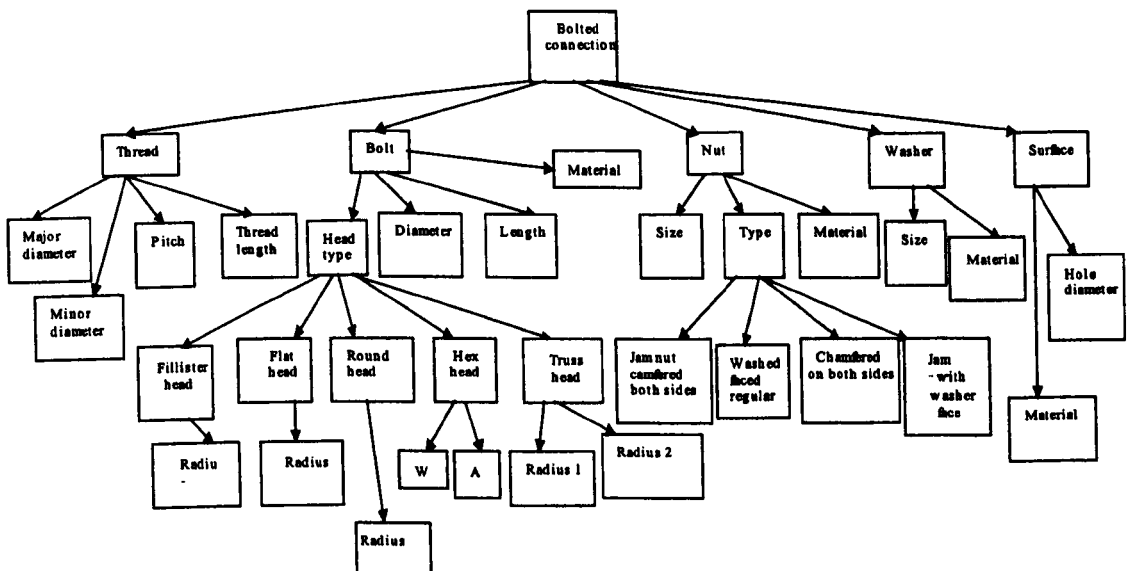 Bolted
connection
Thread
Bolt
Material
Nut
Washer
Surface
Major
diameter
Pitch
Thread
length
Head
type
Diameter
Length
Size
Type
Material
Size
Material
Hole
diameter
Minor
diameter
Fillister
head
Flat
head
Round
head
Hex
head
Truss
head
Jam nut
camfered
both sides
Washed
faced
regular
Chamfered
on both sides
Jam
- with
washer
face
Material
Radiu
-
Radius
W
A
Radius 1
Radius 2
Radius